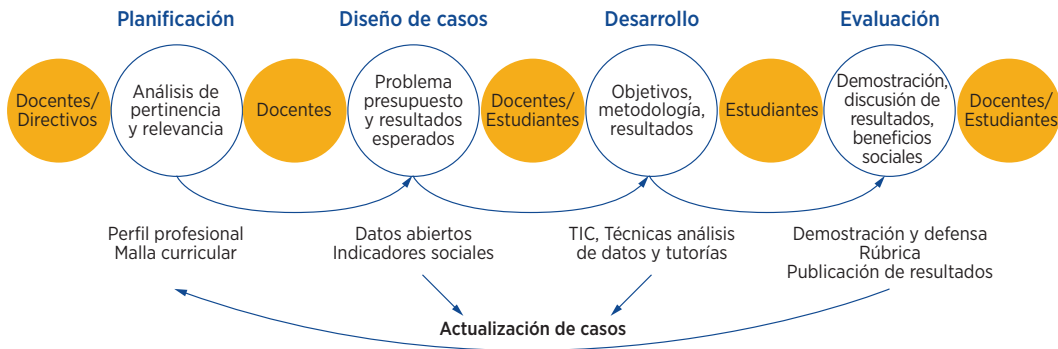 Planificación
Diseño de casos
Desarrollo
Evaluación
Docentes/
Directivos
Análisis de
pertinencia
y relevancia
Docentes
Problema
presupuesto
y resultados
esperados
Docentes/
Estudiantes
Objetivos,
metodología,
resultados
Estudiantes
Demostración,
discusión de
resultados,
beneficios
sociales
Docentes/
Estudiantes
Perfil profesional
Malla curricular
Datos abiertos
Indicadores sociales
TIC, Técnicas análisis
de datos y tutorías
Demostración y defensa
Rúbrica
Publicación de resultados
Actualización de casos